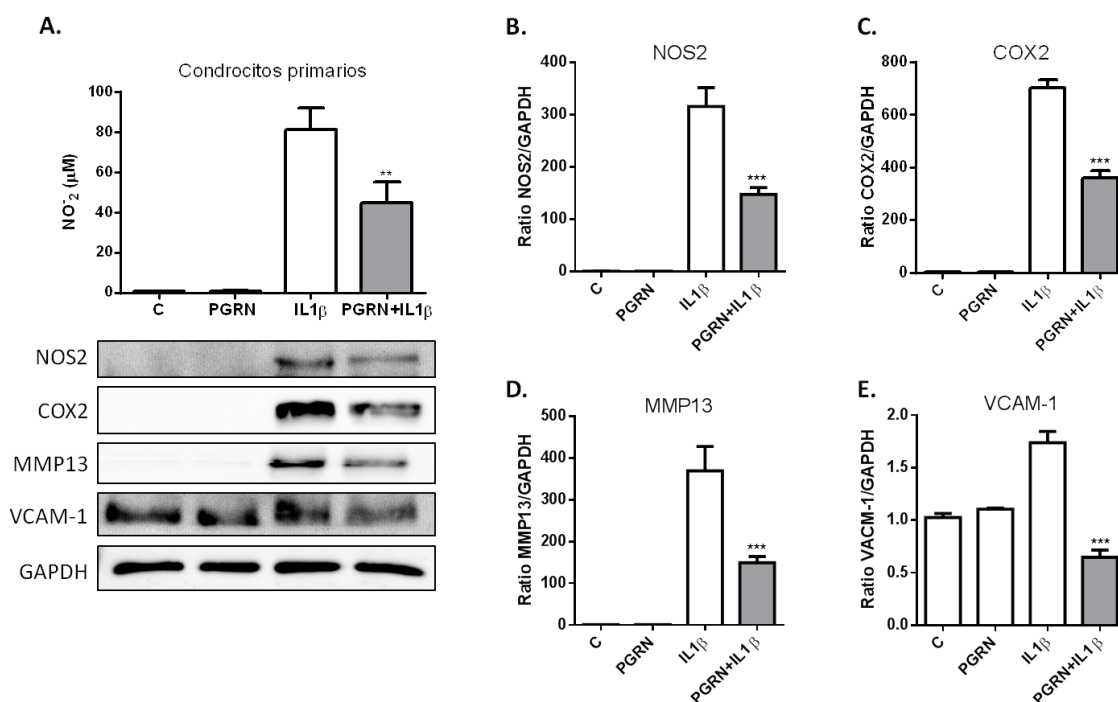 A.
Condrocitos primarios
100
80
60
40
20
0
NO-2 (µM)
**
C PGRN IL1β PGRN+IL1β
NOS2
COX2
MMP13
VCAM-1
GAPDH
B.
NOS2
400
300
200
100
0
Ratio NOS2/GAPDH
***
C PGRN IL1β PGRN+IL1β
C.
COX2
800
600
400
200
0
Ratio COX2/GAPDH
***
C PGRN IL1β PGRN+IL1β
D.
MMP13
500
400
300
200
100
0
Ratio MMP13/GAPDH
***
C PGRN IL1β PGRN+IL1β
E.
VCAM-1
2.0
1.5
1.0
0.5
0.0
Ratio VACM-1/GAPDH
***
C PGRN IL1β PGRN+IL1β